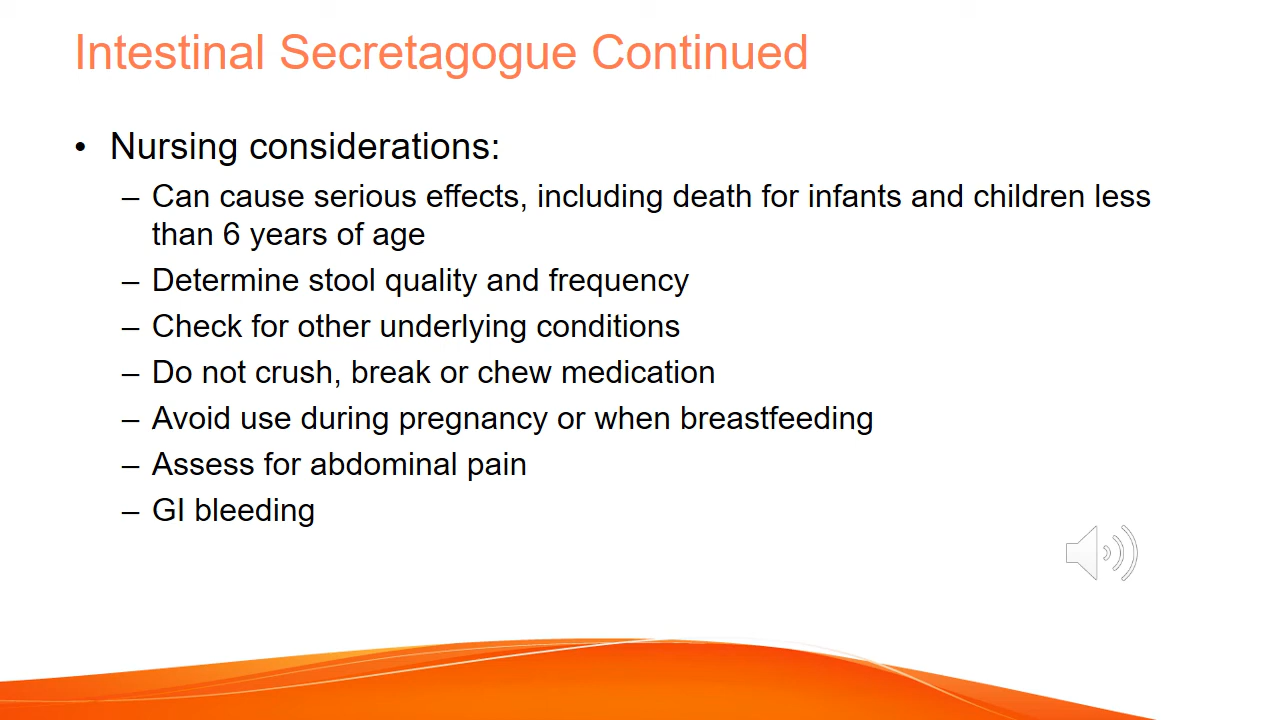 Intestinal Secretagogue Continued
• Nursing considerations:
– Can cause serious effects, including death for infants and children less
than 6 years of age
– Determine stool quality and frequency
– Check for other underlying conditions
– Do not crush, break or chew medication
– Avoid use during pregnancy or when breastfeeding
– Assess for abdominal pain
– GI bleeding